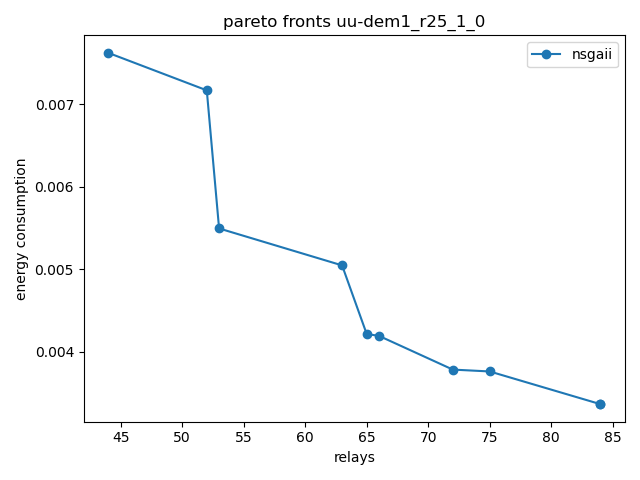 pareto fronts uu-dem1_r25_1_0
nsgaii
0.007
0.006
0.005
0.004
energy consumption
45 50 55 60 65 70 75 80 85
relays